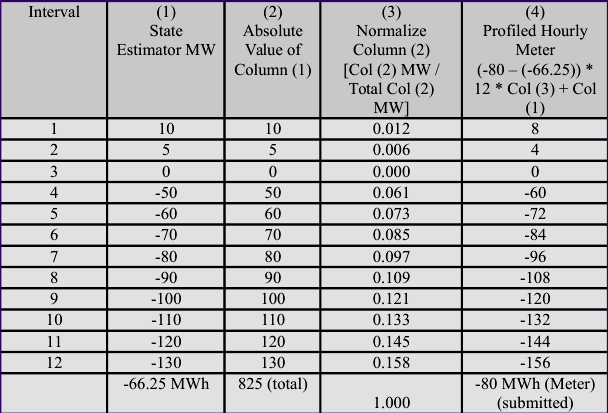 Interval (1) (2) (3) (4)
State Absolute Normalize Profiled Hourly
Estimator MW Value of Column (2) Meter
Column (1) [Col (2) MW / (-80 – (-66.25)) *
Total Col (2) 12 * Col (3) + Col
MW] (1)
1 10 10 0.012 8
2 5 5 0.006 4
3 0 0 0.000 0
4 -50 50 0.061 -60
5 -60 60 0.073 -72
6 -70 70 0.085 -84
7 -80 80 0.097 -96
8 -90 90 0.109 -108
9 -100 100 0.121 -120
10 -110 110 0.133 -132
11 -120 120 0.145 -144
12 -130 130 0.158 -156
-66.25 MWh 825 (total) -80 MWh (Meter)
1.000 (submitted)